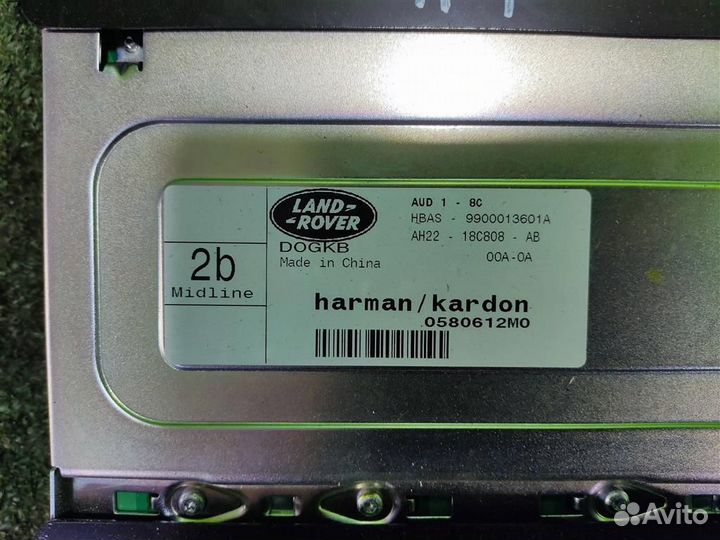 LAND-
-ROVER
DOGKB
Made in China
2b
Midline
AUD 1 - 8C
HBAS - 9900013601A
AH22 - 18C808 - AB
00A-0A
harman/kardon
0580612M0
Avito